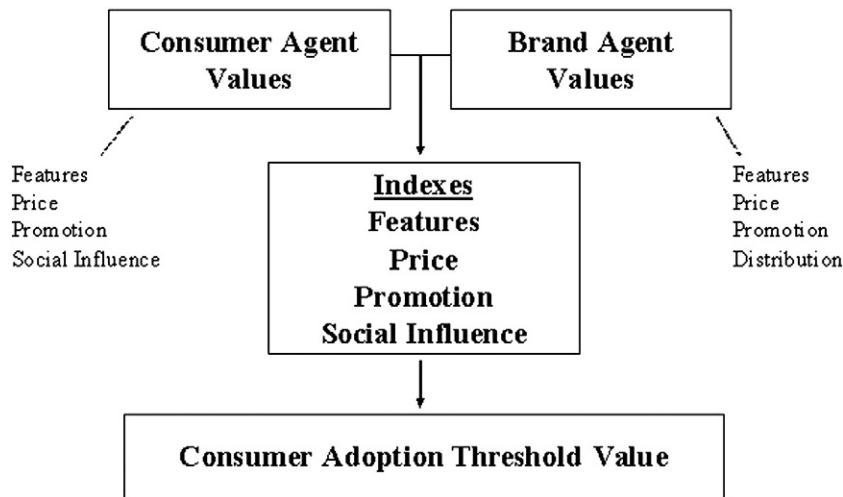 Consumer Agent
Values
Brand Agent
Values
Features
Price
Promotion
Social Influence
Indexes
Features
Price
Promotion
Social Influence
Features
Price
Promotion
Distribution
Consumer Adoption Threshold Value